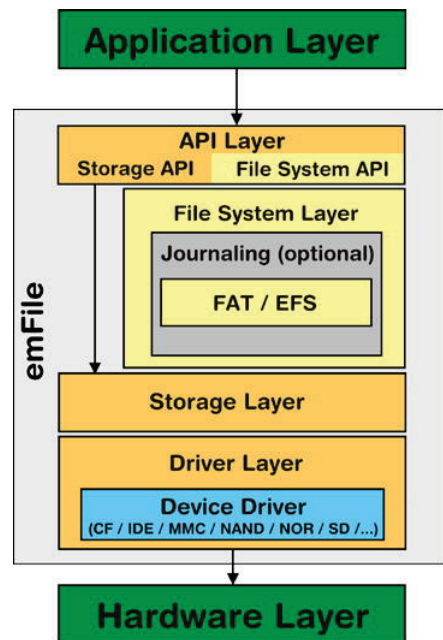 Application Layer
API Layer
Storage API
File System API
File System Layer
Journaling (optional)
FAT / EFS
emFile
Storage Layer
Driver Layer
Device Driver
(CF / IDE / MMC / NAND / NOR / SD /...)
Hardware Layer